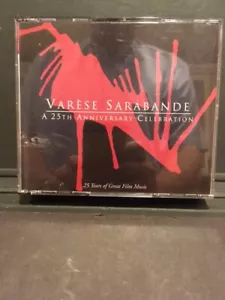 VARÈSE SARABANDE
A 25TH ANNIVERSARY CELEBRATION
25 Years of Great Film Music